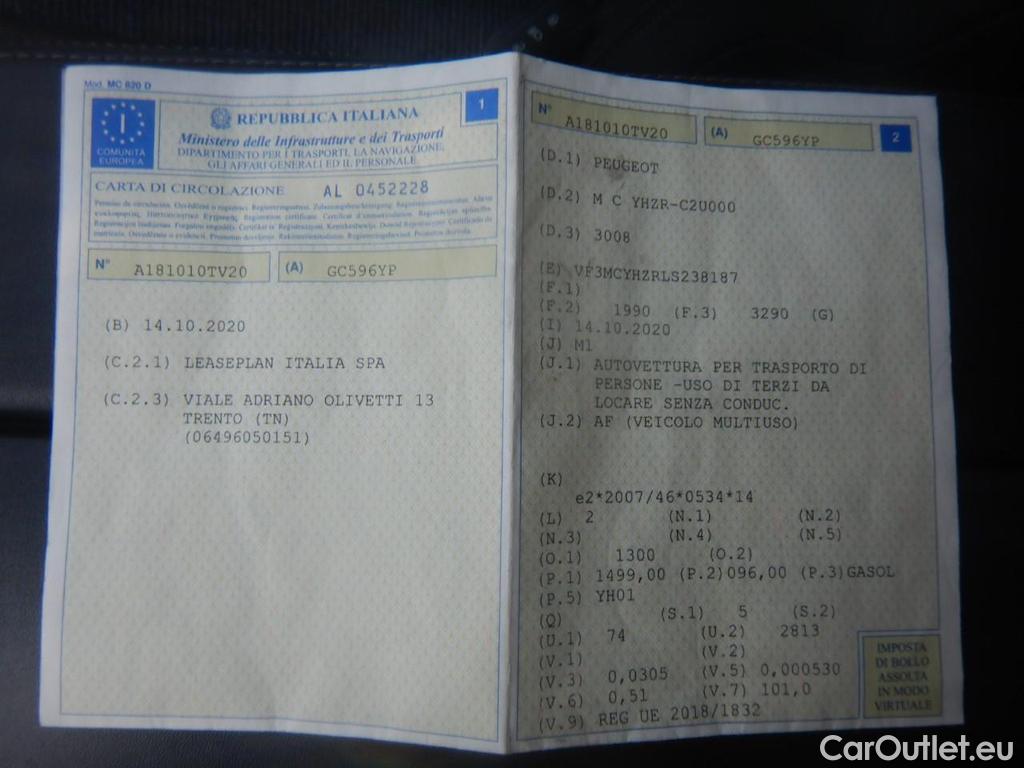 Mod. MC 820 D
I
COMUNITÀ
EUROPEA
REPUBBLICA ITALIANA
1
Ministero delle Infrastrutture e dei Trasporti
DIPARTIMENTO PER I TRASPORTI, LA NAVIGAZIONE,
GLI AFFARI GENERALI ED IL PERSONALE
CARTA DI CIRCOLAZIONE AL 0452228
N° A181010TV20 (A) GC596YP
(B) 14.10.2020
(C.2.1) LEASEPLAN ITALIA SPA
(C.2.3) VIALE ADRIANO OLIVETTI 13
TRENTO (TN)
(06496050151)
N° A181010TV20 (A) GC596YP 2
(D.1) PEUGEOT
(D.2) M C YHZR-C2U000
(D.3) 3008
(E) VF3MCYHZRLS238187
(F.1)
(F.2) 1990 (F.3) 3290 (G)
(I) 14.10.2020
(J) M1
(J.1) AUTOVETTURA PER TRASPORTO DI
PERSONE -USO DI TERZI DA
LOCARE SENZA CONDUC.
(J.2) AF (VEICOLO MULTIUSO)
(K)
e2*2007/46*0534*14
(L) 2 (N.1) (N.2)
(N.3) (N.4) (N.5)
(O.1) 1300 (O.2)
(P.1) 1499,00 (P.2)096,00 (P.3)GASOL
(P.5) YH01
(Q) (S.1) 5 (S.2)
(U.1) 74 (U.2) 2813
(V.1) (V.2)
(V.3) 0,0305 (V.5) 0,000530
(V.6) 0,51 (V.7) 101,0
(V.9) REG UE 2018/1832
IMPOSTA
DI BOLLO
ASSOLTA
IN MODO
VIRTUALE
CarOutlet.eu